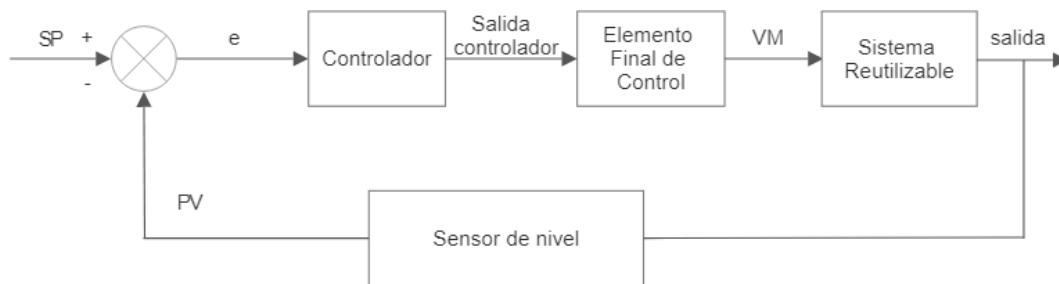 SP
+
-
e
Controlador
Salida
controlador
Elemento
Final de
Control
VM
Sistema
Reutilizable
salida
PV
Sensor de nivel